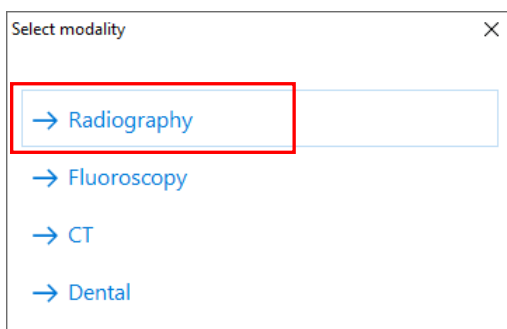 Select modality
Radiography
Fluoroscopy
CT
Dental